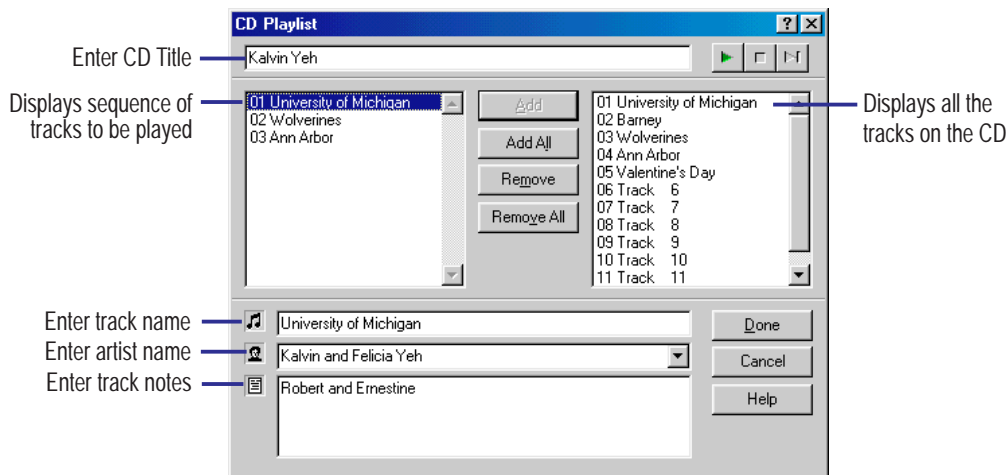 CD Playlist
Enter CD Title
Kalvin Yeh
Displays sequence of
tracks to be played
01 University of Michigan
02 Wolverines
03 Ann Arbor
Add
Add All
Remove
Remove All
01 University of Michigan
02 Barney
03 Wolverines
04 Ann Arbor
05 Valentine's Day
06 Track 6
07 Track 7
08 Track 8
09 Track 9
10 Track 10
11 Track 11
Displays all the
tracks on the CD
Enter track name
University of Michigan
Enter artist name
Kalvin and Felicia Yeh
Enter track notes
Robert and Ernestine
Done
Cancel
Help